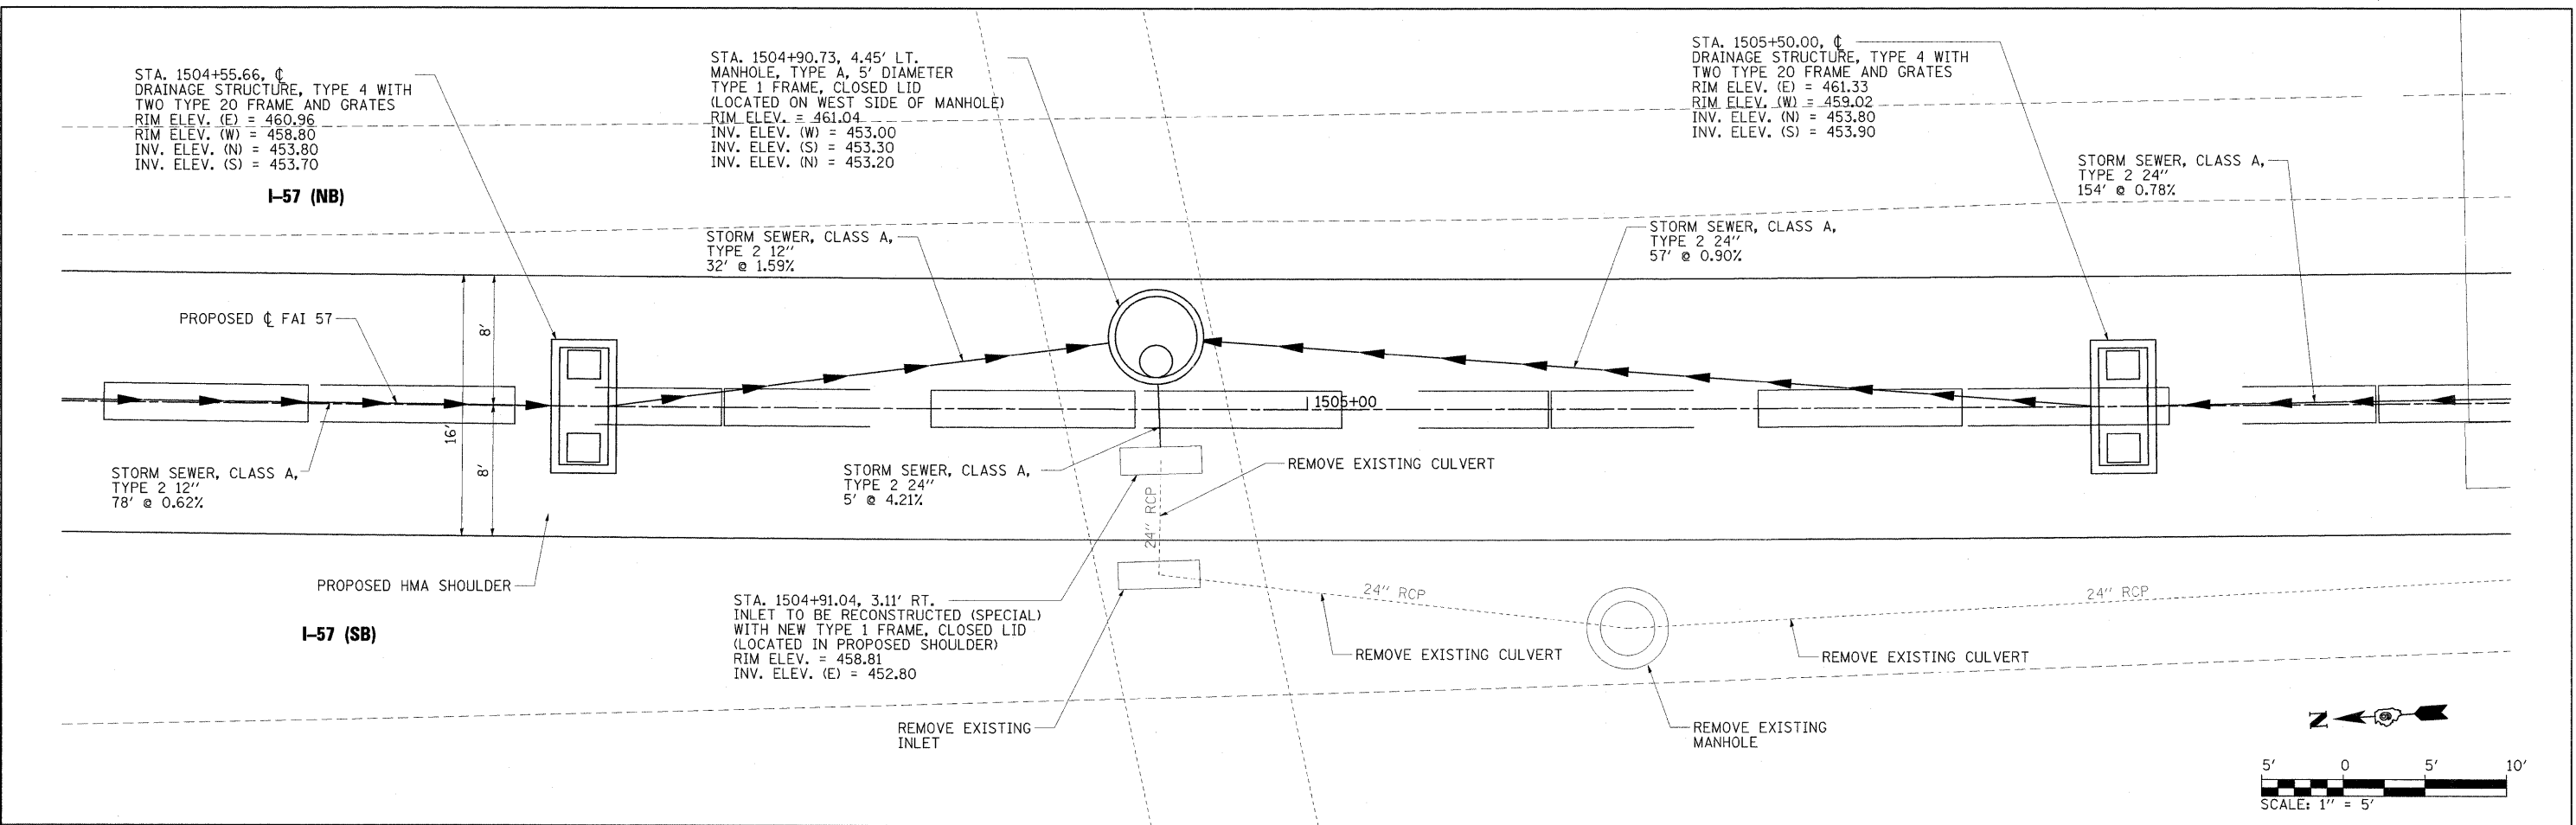 STA. 1504+55.66, ℄
DRAINAGE STRUCTURE, TYPE 4 WITH
TWO TYPE 20 FRAME AND GRATES
RIM ELEV. (E) = 460.96
RIM ELEV. (W) = 458.80
INV. ELEV. (N) = 453.80
INV. ELEV. (S) = 453.70
I-57 (NB)
STA. 1504+90.73, 4.45' LT.
MANHOLE, TYPE A, 5' DIAMETER
TYPE 1 FRAME, CLOSED LID
(LOCATED ON WEST SIDE OF MANHOLE)
RIM ELEV. = 461.04
INV. ELEV. (W) = 453.00
INV. ELEV. (S) = 453.30
INV. ELEV. (N) = 453.20
STA. 1505+50.00, ℄
DRAINAGE STRUCTURE, TYPE 4 WITH
TWO TYPE 20 FRAME AND GRATES
RIM ELEV. (E) = 461.33
RIM ELEV. (W) = 459.02
INV. ELEV. (N) = 453.80
INV. ELEV. (S) = 453.90
STORM SEWER, CLASS A,
TYPE 2 24"
154' @ 0.78%
STORM SEWER, CLASS A,
TYPE 2 12"
32' @ 1.59%
STORM SEWER, CLASS A,
TYPE 2 24"
57' @ 0.90%
PROPOSED ℄ FAI 57
8'
16'
8'
1505+00
STORM SEWER, CLASS A,
TYPE 2 12"
78' @ 0.62%
STORM SEWER, CLASS A,
TYPE 2 24"
5' @ 4.21%
REMOVE EXISTING CULVERT
24" RCP
PROPOSED HMA SHOULDER
I-57 (SB)
STA. 1504+91.04, 3.11' RT.
INLET TO BE RECONSTRUCTED (SPECIAL)
WITH NEW TYPE 1 FRAME, CLOSED LID
(LOCATED IN PROPOSED SHOULDER)
RIM ELEV. = 458.81
INV. ELEV. (E) = 452.80
24" RCP
24" RCP
REMOVE EXISTING CULVERT
REMOVE EXISTING CULVERT
REMOVE EXISTING
INLET
REMOVE EXISTING
MANHOLE
N
5' 0 5' 10'
SCALE: 1" = 5'